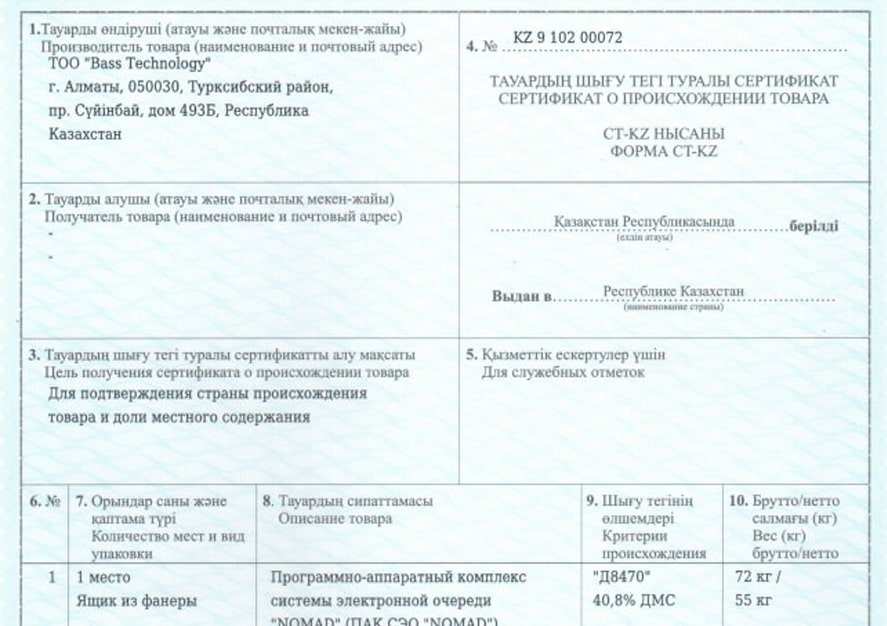 1.Тауарды өндіруші (атауы және почталық мекен-жайы)
Производитель товара (наименование и почтовый адрес)
ТОО "Bass Technology"
г. Алматы, 050030, Турксибский район,
пр. Сүйінбай, дом 493Б, Республика
Казахстан
4. № KZ 9 102 00072
ТАУАРДЫҢ ШЫҒУ ТЕГІ ТУРАЛЫ СЕРТИФИКАТ
СЕРТИФИКАТ О ПРОИСХОЖДЕНИИ ТОВАРА
СТ-KZ НЫСАНЫ
ФОРМА СТ-KZ
2. Тауарды алушы (атауы және почталық мекен-жайы)
Получатель товара (наименование и почтовый адрес)
-
-
Қазақстан Республикасында берілді
(елдің атауы)
Выдан в Республике Казахстан
(наименование страны)
3. Тауардың шығу тегі туралы сертификатты алу мақсаты
Цель получения сертификата о происхождении товара
Для подтверждения страны происхождения
товара и доли местного содержания
5. Қызметтік ескертулер үшін
Для служебных отметок
6. №
7. Орындар саны және
қаптама түрі
Количество мест и вид
упаковки
8. Тауардың сипаттамасы
Описание товара
9. Шығу тегінің
өлшемдері
Критерии
происхождения
10. Брутто/нетто
салмағы (кг)
Вес (кг)
брутто/нетто
1
1 место
Ящик из фанеры
Программно-аппаратный комплекс
системы электронной очереди
"NOMAD" (ПАК СЭО "NOMAD")
"Д8470"
40,8% ДМС
72 кг /
55 кг